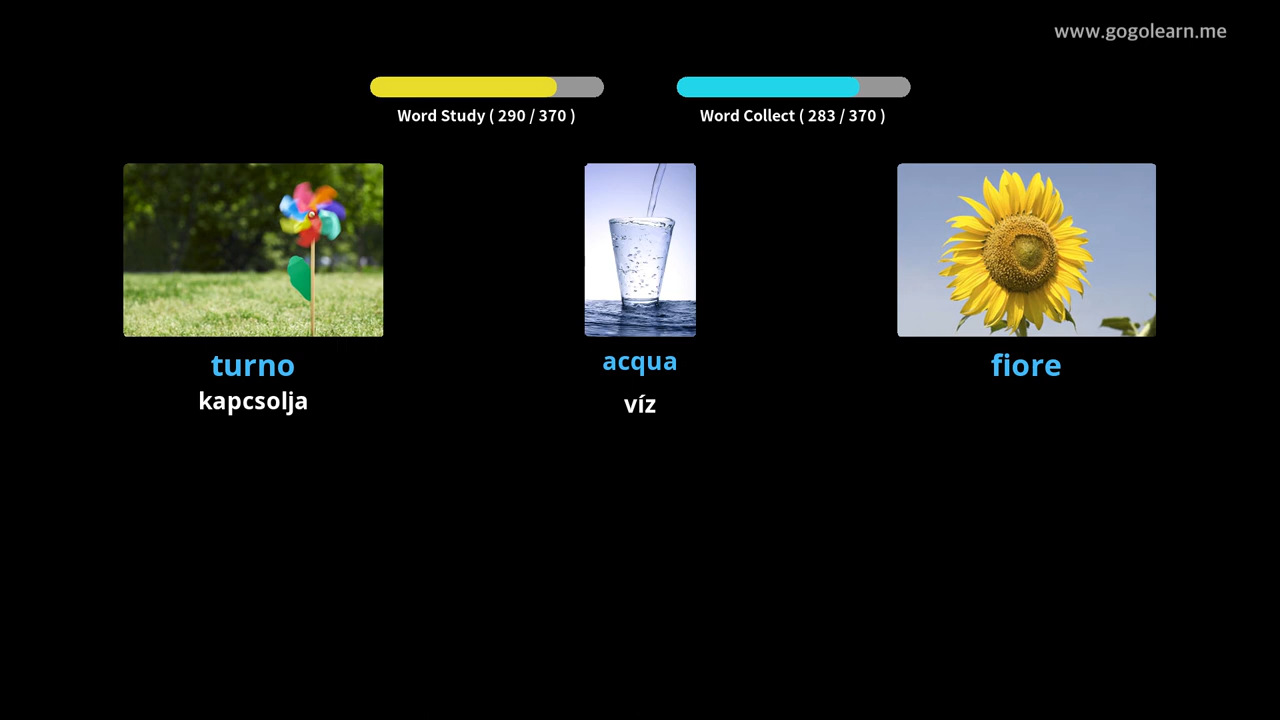 www.gogolearn.me
Word Study ( 290 / 370 )
Word Collect ( 283 / 370 )
turno
kapcsolja
acqua
víz
fiore